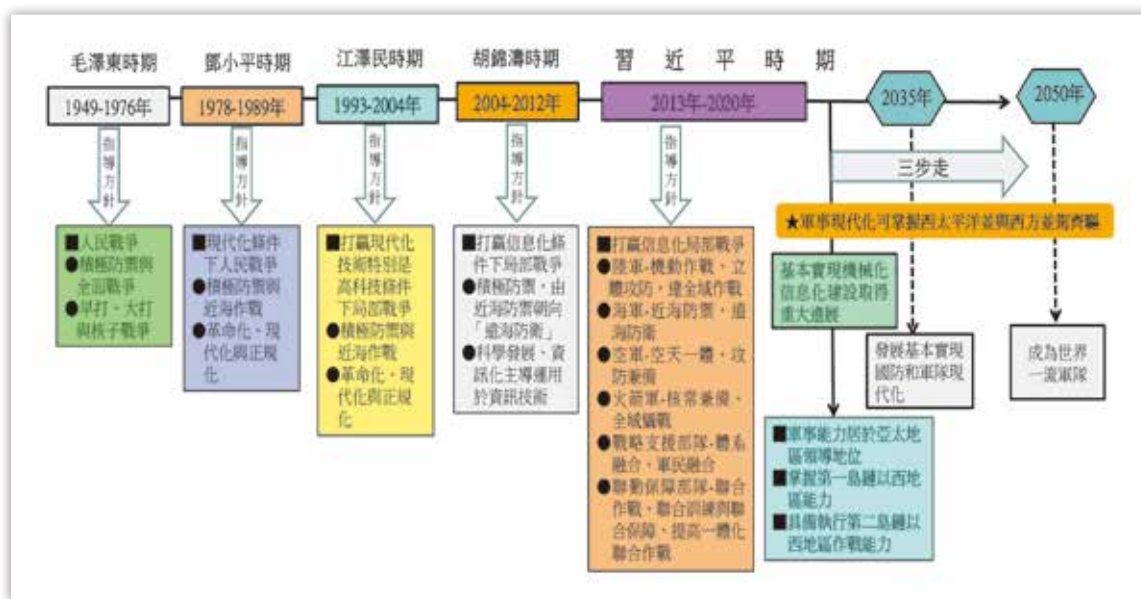 毛澤東時期
1949-1976年
指導方針
■人民戰爭
●積極防禦與
全面戰爭
●早打、大打
與核子戰爭
鄧小平時期
1978-1989年
指導方針
■現代化條件
下人民戰爭
●積極防禦與
近海作戰
●革命化、現
代化與正規
化
江澤民時期
1993-2004年
指導方針
■打贏現代化
技術特別是
高科技條件
下局部戰爭
●積極防禦與
近海作戰
●革命化、現
代化與正規
化
胡錦濤時期
2004-2012年
指導方針
■打贏信息化條
件下局部戰爭
●積極防禦，由
近海防禦朝向
「遠海防衛」
●科學發展、資
訊化主導運用
於資訊技術
習近平時期
2013年-2020年
指導方針
■打贏信息化局部戰爭
●陸軍-機動作戰、立
體攻防，達全域作戰
●海軍-近海防禦，遠
海防衛
●空軍-空天一體、攻
防兼備
●火箭軍-核常兼備、
全域懾戰
●戰略支援部隊-體系
融合、軍民融合
●聯勤保障部隊-聯合
作戰、聯合訓練與聯
合保障、提高一體化
聯合作戰
2035年
2050年
三步走
★軍事現代化可掌握西太平洋並與西方並駕齊驅
基本實現機械化
信息化建設取得
重大進展
發展基本實現
國防和軍隊現
代化
成為世界
一流軍隊
■軍事能力居於亞太地
區領導地位
■掌握第一島鏈以西地
區能力
■具備執行第二島鏈以
西地區作戰能力